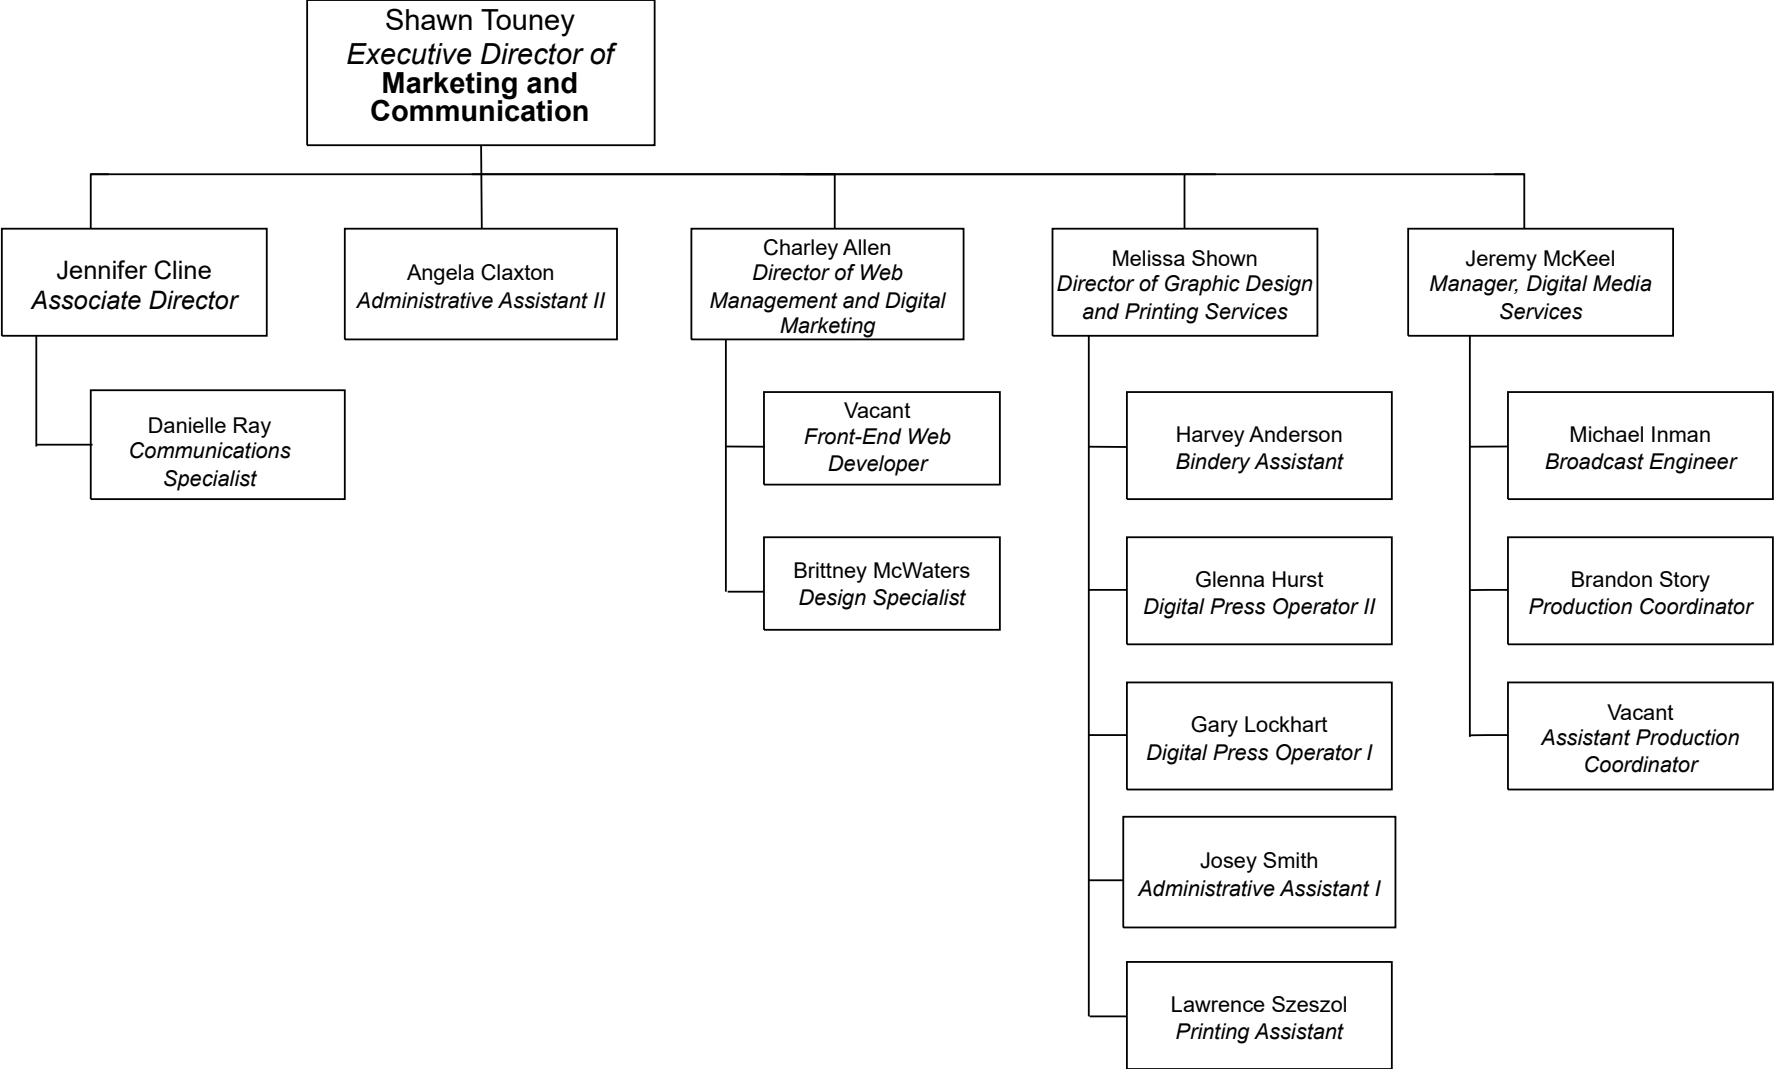 Shawn Touney
Executive Director of
Marketing and
Communication
Jennifer Cline
Associate Director
Angela Claxton
Administrative Assistant II
Charley Allen
Director of Web
Management and Digital
Marketing
Melissa Shown
Director of Graphic Design
and Printing Services
Jeremy McKeel
Manager, Digital Media
Services
Danielle Ray
Communications
Specialist
Vacant
Front-End Web
Developer
Brittney McWaters
Design Specialist
Harvey Anderson
Bindery Assistant
Glenna Hurst
Digital Press Operator II
Gary Lockhart
Digital Press Operator I
Josey Smith
Administrative Assistant I
Lawrence Szeszol
Printing Assistant
Michael Inman
Broadcast Engineer
Brandon Story
Production Coordinator
Vacant
Assistant Production
Coordinator